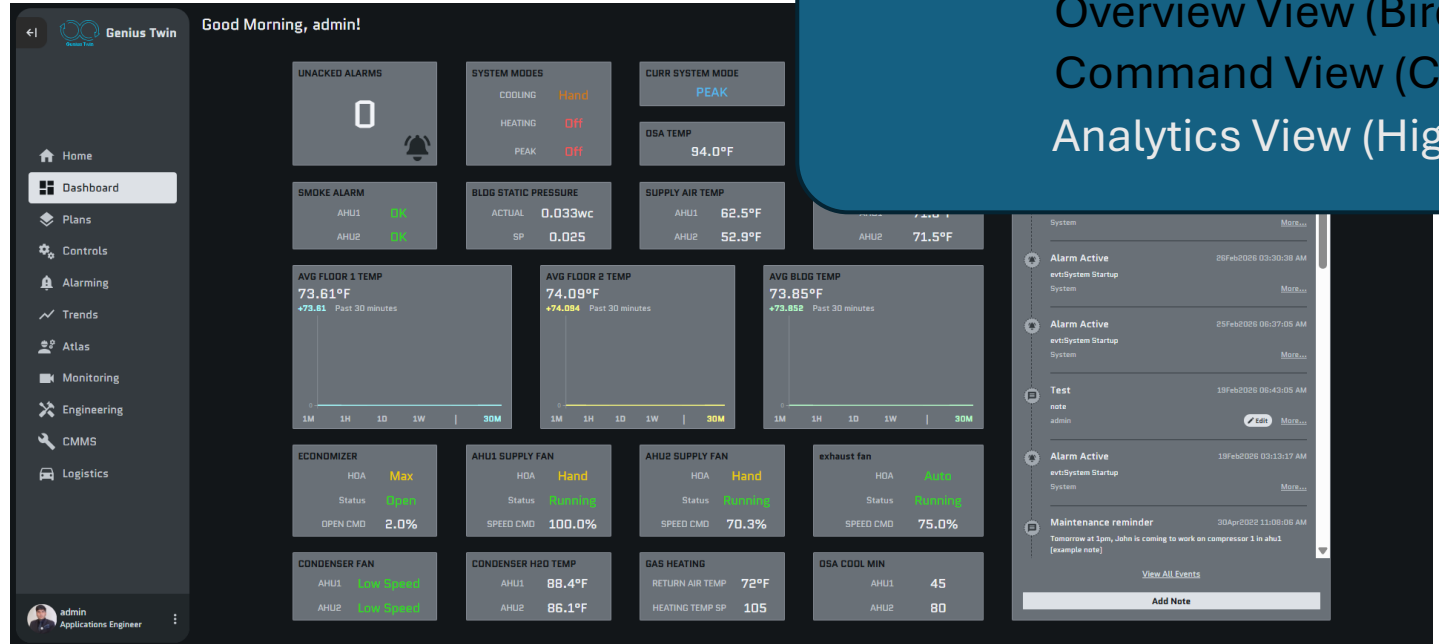 Overview View (Bir
Command View (C
Analytics View (Hig
Genius Twin
Genius Twin
Home
Dashboard
Plans
Controls
Alarming
Trends
Atlas
Monitoring
Engineering
CMMS
Logistics
admin
Applications Engineer
Good Morning, admin!
UNACKED ALARMS
0
SYSTEM MODES
COOLING Hand
HEATING Off
PEAK Off
CURR SYSTEM MODE
PEAK
OSA TEMP
94.0°F
SMOKE ALARM
AHU1 OK
AHU2 OK
BLDG STATIC PRESSURE
ACTUAL 0.033wc
SP 0.025
SUPPLY AIR TEMP
AHU1 62.5°F
AHU2 52.9°F
AHU2 71.5°F
AVG FLOOR 1 TEMP
73.61°F
+73.61 Past 30 minutes
0
1M 1H 1D 1W | 30M
AVG FLOOR 2 TEMP
74.09°F
+74.094 Past 30 minutes
0
1M 1H 1D 1W | 30M
AVG BLDG TEMP
73.85°F
+73.852 Past 30 minutes
0
1M 1H 1D 1W | 30M
ECONOMIZER
HOA Max
Status Open
OPEN CMD 2.0%
AHU1 SUPPLY FAN
HOA Hand
Status Running
SPEED CMD 100.0%
AHU2 SUPPLY FAN
HOA Hand
Status Running
SPEED CMD 70.3%
exhaust fan
HOA Auto
Status Running
SPEED CMD 75.0%
CONDENSER FAN
AHU1 Low Speed
AHU2 Low Speed
CONDENSER H20 TEMP
AHU1 88.4°F
AHU2 86.1°F
GAS HEATING
RETURN AIR TEMP 72°F
HEATING TEMP SP 105
OSA COOL MIN
AHU1 45
AHU2 80
System More...
Alarm Active 26Feb2026 03:30:38 AM
evt:System Startup
System More...
Alarm Active 25Feb2026 06:37:05 AM
evt:System Startup
System More...
Test 19Feb2026 06:43:05 AM
note
admin Edit More...
Alarm Active 19Feb2026 03:13:17 AM
evt:System Startup
System More...
Maintenance reminder 30Apr2022 11:08:06 AM
Tomorrow at 1pm, John is coming to work on compressor 1 in ahu1
[example note]
View All Events
Add Note